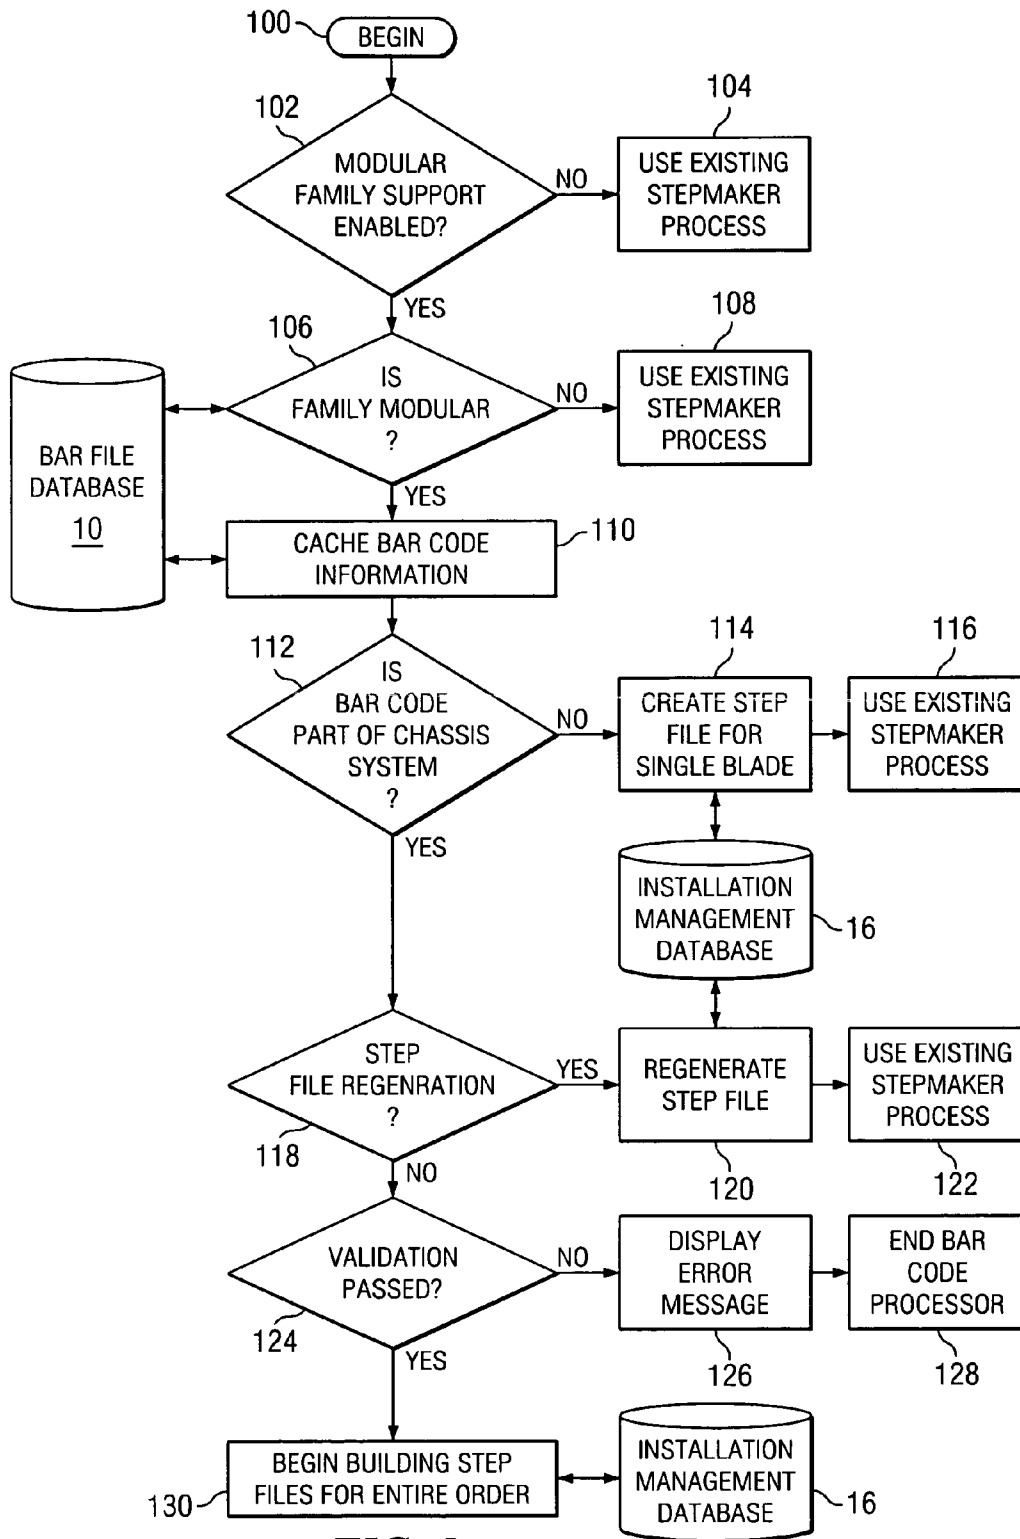 100
BEGIN
102
MODULAR
FAMILY SUPPORT
ENABLED?
NO
104
USE EXISTING
STEPMAKER
PROCESS
YES
106
IS
FAMILY MODULAR
?
NO
108
USE EXISTING
STEPMAKER
PROCESS
BAR FILE
DATABASE
10
YES
CACHE BAR CODE
INFORMATION
110
112
IS
BAR CODE
PART OF CHASSIS
SYSTEM
?
NO
114
CREATE STEP
FILE FOR
SINGLE BLADE
116
USE EXISTING
STEPMAKER
PROCESS
YES
INSTALLATION
MANAGEMENT
DATABASE
16
STEP
FILE REGENRATION
?
118
YES
REGENERATE
STEP FILE
120
USE EXISTING
STEPMAKER
PROCESS
122
NO
VALIDATION
PASSED?
124
NO
DISPLAY
ERROR
MESSAGE
126
END BAR
CODE
PROCESSOR
128
YES
BEGIN BUILDING STEP
FILES FOR ENTIRE ORDER
130
INSTALLATION
MANAGEMENT
DATABASE
16